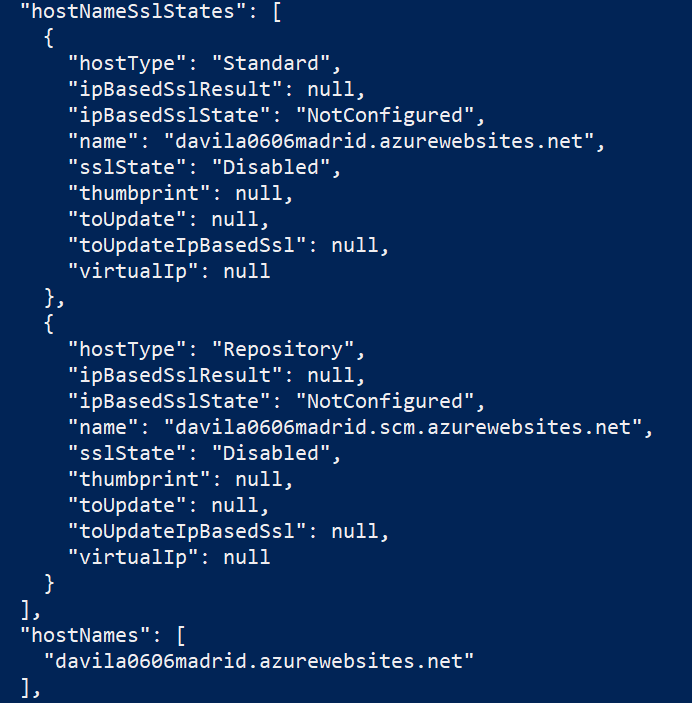 "hostNameSslStates": [
{
"hostType": "Standard",
"ipBasedSslResult": null,
"ipBasedSslState": "NotConfigured",
"name": "davila0606madrid.azurewebsites.net",
"sslState": "Disabled",
"thumbprint": null,
"toUpdate": null,
"toUpdateIpBasedSsl": null,
"virtualIp": null
},
{
"hostType": "Repository",
"ipBasedSslResult": null,
"ipBasedSslState": "NotConfigured",
"name": "davila0606madrid.scm.azurewebsites.net",
"sslState": "Disabled",
"thumbprint": null,
"toUpdate": null,
"toUpdateIpBasedSsl": null,
"virtualIp": null
}
],
"hostNames": [
"davila0606madrid.azurewebsites.net"
],